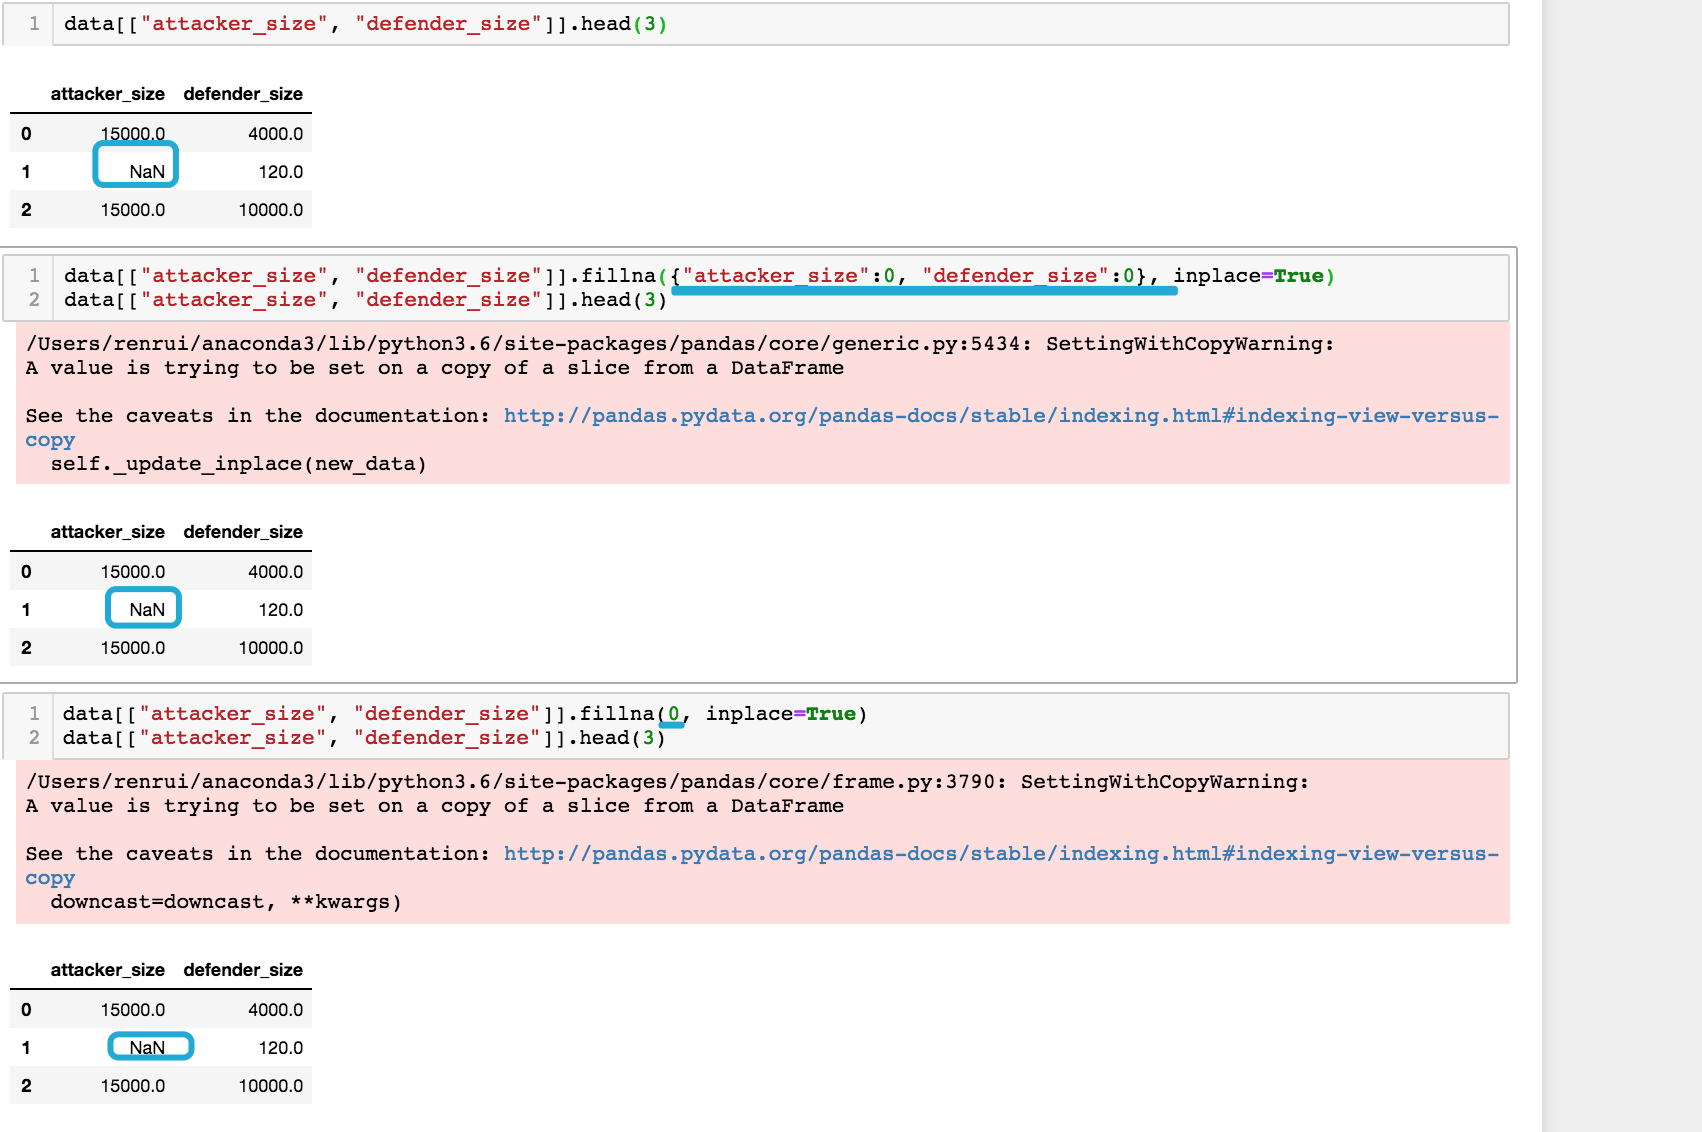 1 data[["attacker_size", "defender_size"]].head(3)
attacker_size defender_size
0 15000.0 4000.0
1 NaN 120.0
2 15000.0 10000.0
1 data[["attacker_size", "defender_size"]].fillna({"attacker_size":0, "defender_size":0}, inplace=True)
2 data[["attacker_size", "defender_size"]].head(3)
/Users/renrui/anaconda3/lib/python3.6/site-packages/pandas/core/generic.py:5434: SettingWithCopyWarning:
A value is trying to be set on a copy of a slice from a DataFrame
See the caveats in the documentation: http://pandas.pydata.org/pandas-docs/stable/indexing.html#indexing-view-versus-
copy
self._update_inplace(new_data)
attacker_size defender_size
0 15000.0 4000.0
1 NaN 120.0
2 15000.0 10000.0
1 data[["attacker_size", "defender_size"]].fillna(0, inplace=True)
2 data[["attacker_size", "defender_size"]].head(3)
/Users/renrui/anaconda3/lib/python3.6/site-packages/pandas/core/frame.py:3790: SettingWithCopyWarning:
A value is trying to be set on a copy of a slice from a DataFrame
See the caveats in the documentation: http://pandas.pydata.org/pandas-docs/stable/indexing.html#indexing-view-versus-
copy
downcast=downcast, **kwargs)
attacker_size defender_size
0 15000.0 4000.0
1 NaN 120.0
2 15000.0 10000.0